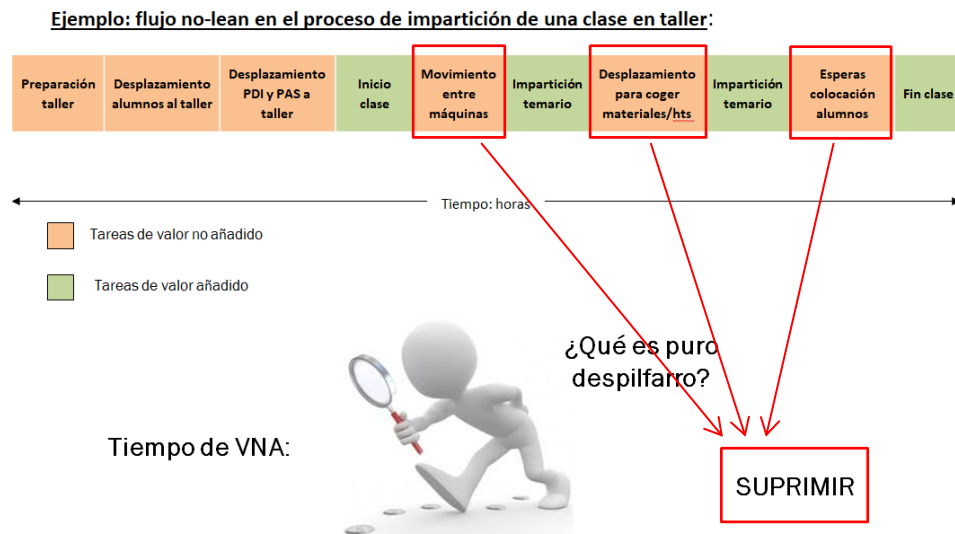 Ejemplo: flujo no-lean en el proceso de impartición de una clase en taller:
Preparación
taller
Desplazamiento
alumnos al taller
Desplazamiento
PDI y PAS a
taller
Inicio
clase
Movimiento
entre
máquinas
Impartición
temario
Desplazamiento
para coger
materiales/hts
Impartición
temario
Esperas
colocación
alumnos
Fin clase
Tiempo: horas
Tareas de valor no añadido
Tareas de valor añadido
¿Qué es puro
despilfarro?
Tiempo de VNA:
SUPRIMIR